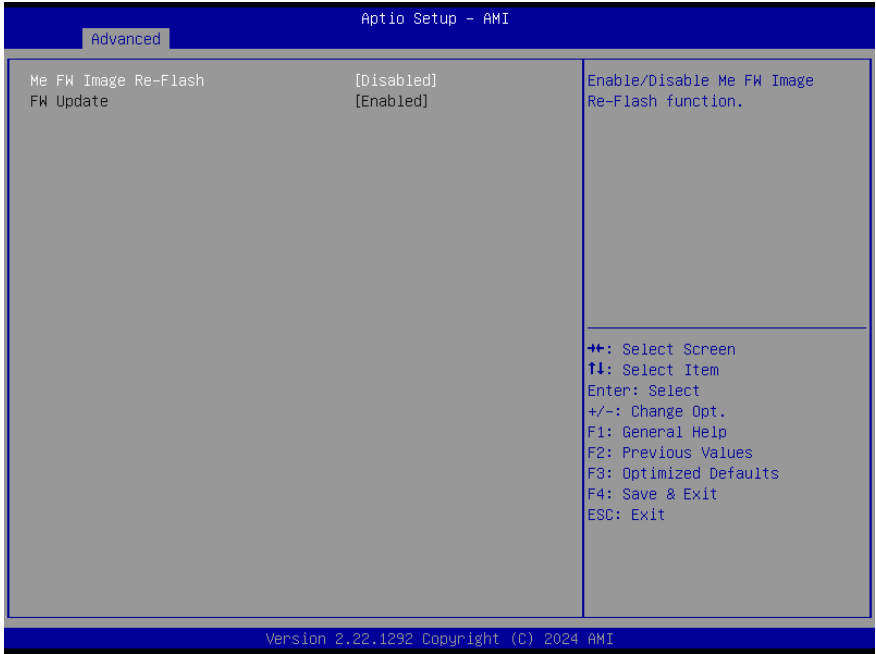 Aptio Setup – AMI
Advanced
Me FW Image Re-Flash [Disabled]
FW Update [Enabled]
Enable/Disable Me FW Image
Re-Flash function.
→←: Select Screen
↑↓: Select Item
Enter: Select
+/-: Change Opt.
F1: General Help
F2: Previous Values
F3: Optimized Defaults
F4: Save & Exit
ESC: Exit
Version 2.22.1292 Copyright (C) 2024 AMI